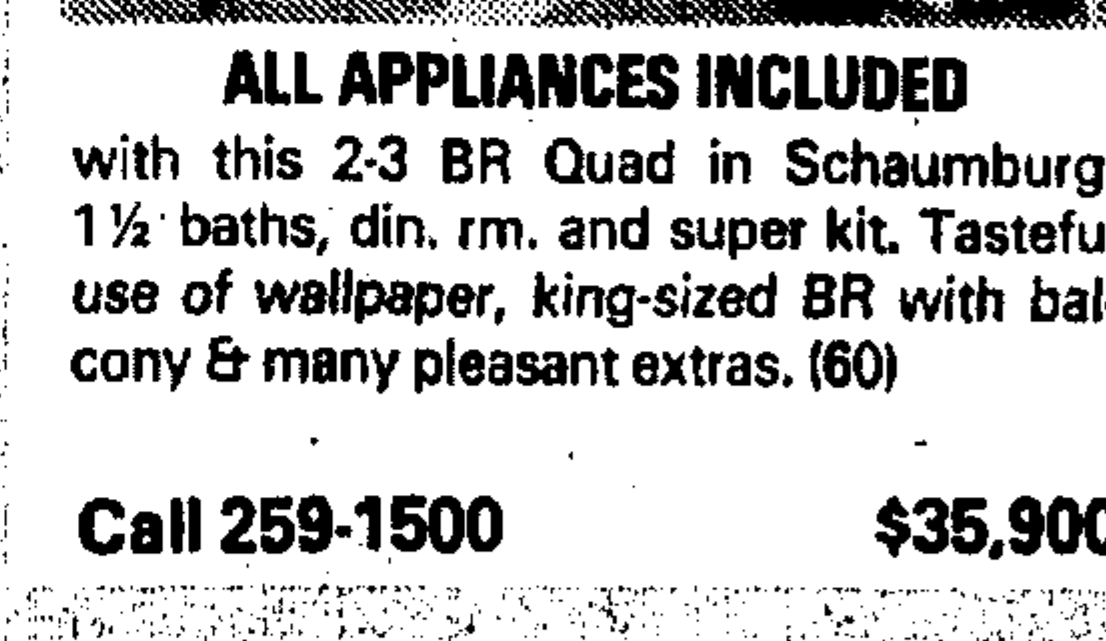 ALL APPLIANCES INCLUDED
with this 2-3 BR Quad in Schaumburg
1½ baths, din. rm. and super kit. Tastefu
use of wallpaper, king-sized BR with bal-
cony & many pleasant extras. (60)
Call 259-1500 $35,900